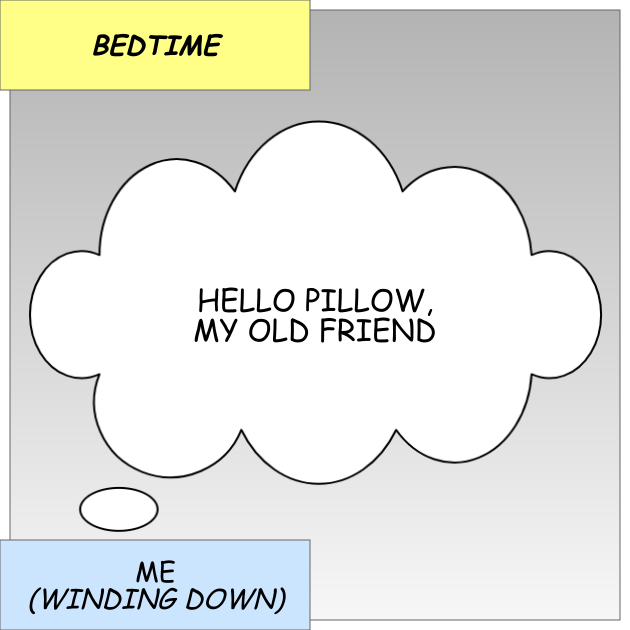 BEDTIME
HELLO PILLOW,
MY OLD FRIEND
ME
(WINDING DOWN)